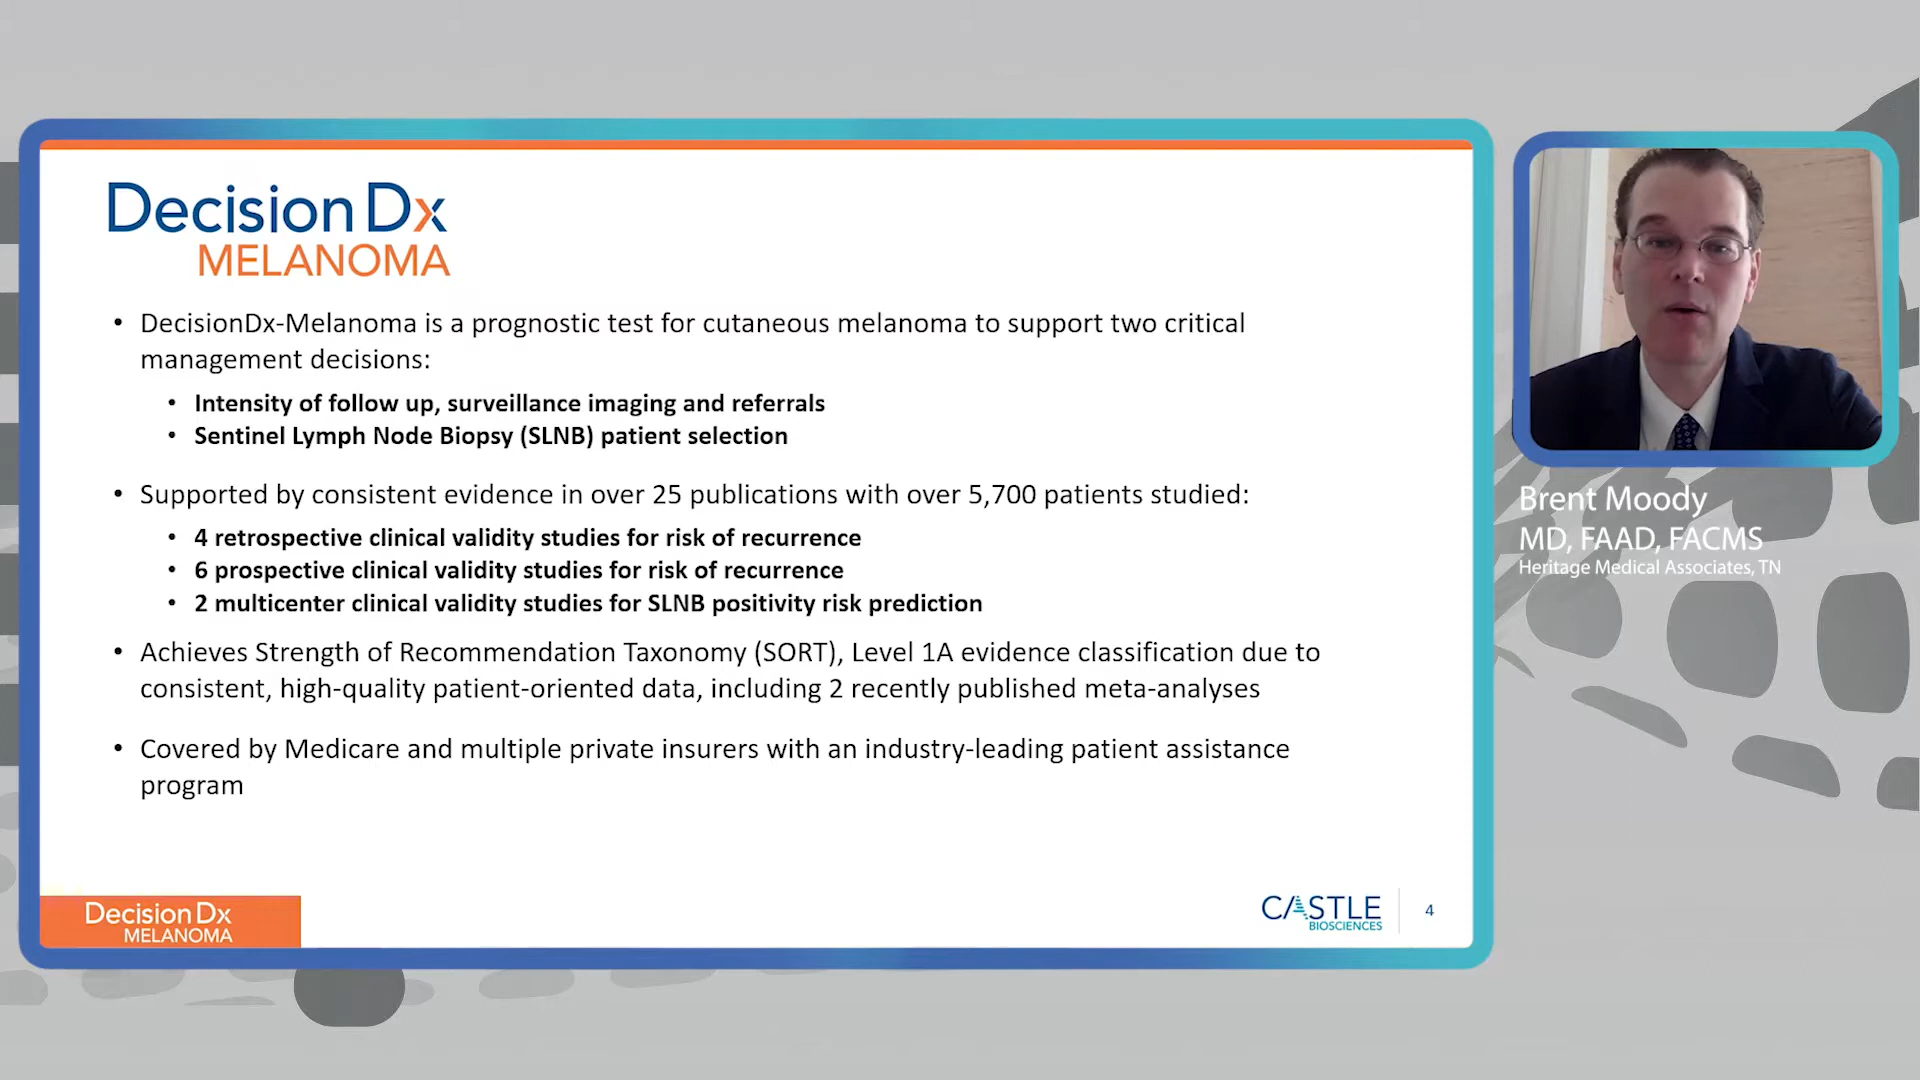 Decision Dx
MELANOMA
• DecisionDx-Melanoma is a prognostic test for cutaneous melanoma to support two critical
management decisions:
• Intensity of follow up, surveillance imaging and referrals
• Sentinel Lymph Node Biopsy (SLNB) patient selection
• Supported by consistent evidence in over 25 publications with over 5,700 patients studied:
• 4 retrospective clinical validity studies for risk of recurrence
• 6 prospective clinical validity studies for risk of recurrence
• 2 multicenter clinical validity studies for SLNB positivity risk prediction
• Achieves Strength of Recommendation Taxonomy (SORT), Level 1A evidence classification due to
consistent, high-quality patient-oriented data, including 2 recently published meta-analyses
• Covered by Medicare and multiple private insurers with an industry-leading patient assistance
program
Decision Dx
MELANOMA
CASTLE
BIOSCIENCES
4
Brent Moody
MD, FAAD, FACMS
Heritage Medical Associates, TN